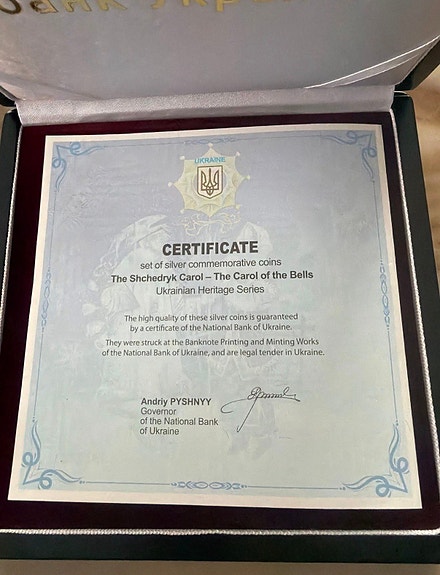 Банк Укра
UKRAINE
CERTIFICATE
set of silver commemorative coins
The Shchedryk Carol – The Carol of the Bells
Ukrainian Heritage Series
The high quality of these silver coins is guaranteed
by a certificate of the National Bank of Ukraine.
They were struck at the Banknote Printing and Minting Works
of the National Bank of Ukraine, and are legal tender in Ukraine.
Andriy PYSHNYY
Governor
of the National Bank
of Ukraine